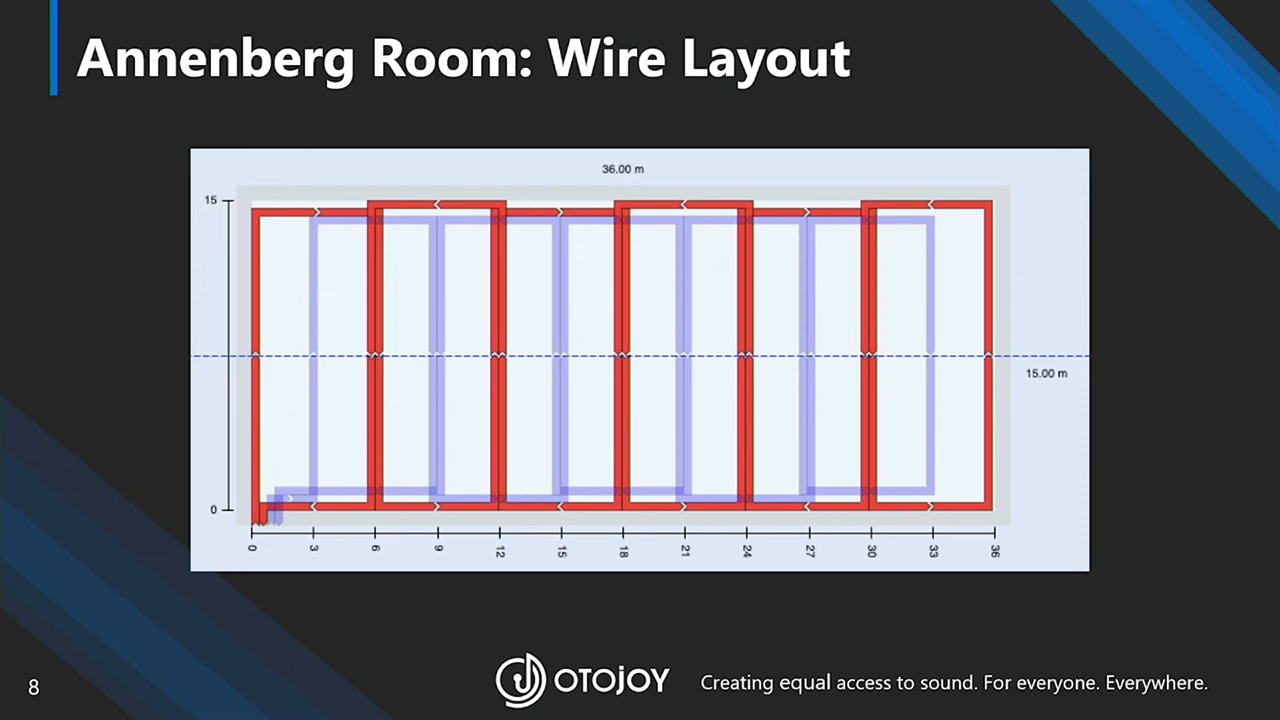 Annenberg Room: Wire Layout
36.00 m
15
15.00 m
0
0 3 6 9 12 15 18 21 24 27 30 33 36
8
OTOJOY
Creating equal access to sound. For everyone. Everywhere.